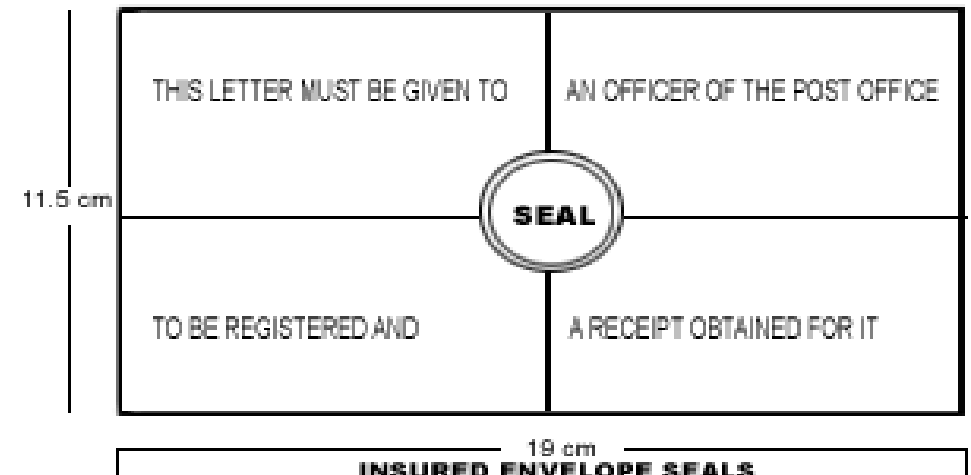 THIS LETTER MUST BE GIVEN TO AN OFFICER OF THE POST OFFICE
11.5 cm
SEAL
TO BE REGISTERED AND A RECEIPT OBTAINED FOR IT
19 cm
INSURED ENVELOPE SEALS